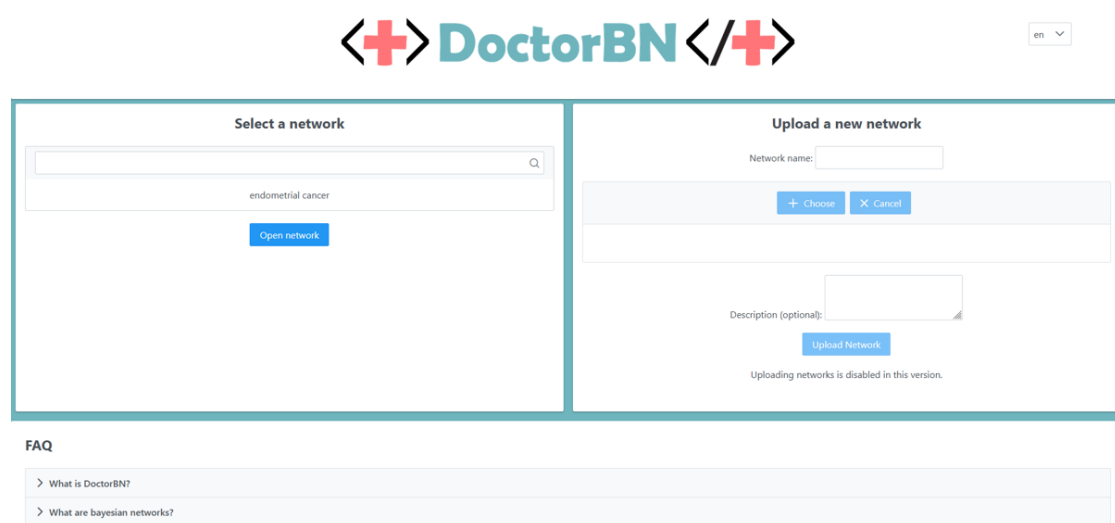 <+> DoctorBN </+>
en
Select a network
endometrial cancer
Open network
Upload a new network
Network name:
+ Choose
X Cancel
Description (optional):
Upload Network
Uploading networks is disabled in this version.
FAQ
What is DoctorBN?
What are bayesian networks?